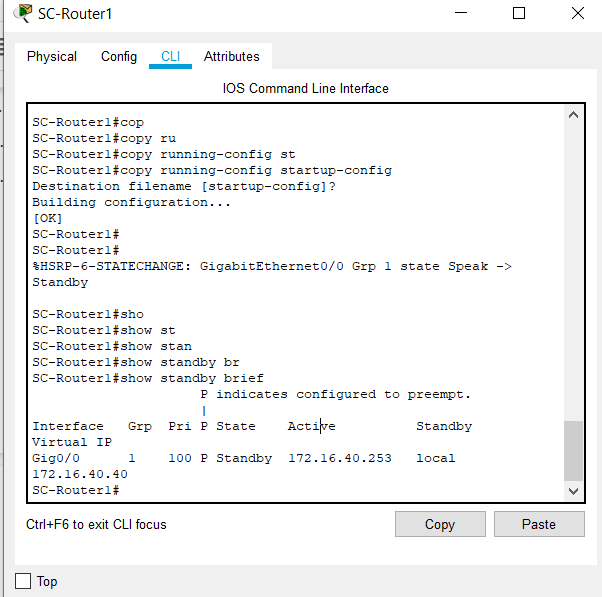 SC-Router1
Physical Config CLI Attributes
IOS Command Line Interface
SC-Router1#cop
SC-Router1#copy ru
SC-Router1#copy running-config st
SC-Router1#copy running-config startup-config
Destination filename [startup-config]?
Building configuration...
[OK]
SC-Router1#
SC-Router1#
%HSRP-6-STATECHANGE: GigabitEthernet0/0 Grp 1 state Speak ->
Standby
SC-Router1#sho
SC-Router1#show st
SC-Router1#show stan
SC-Router1#show standby br
SC-Router1#show standby brief
P indicates configured to preempt.
|
Interface Grp Pri P State Active Standby
Virtual IP
Gig0/0 1 100 P Standby 172.16.40.253 local
172.16.40.40
SC-Router1#
Ctrl+F6 to exit CLI focus
Copy Paste
Top